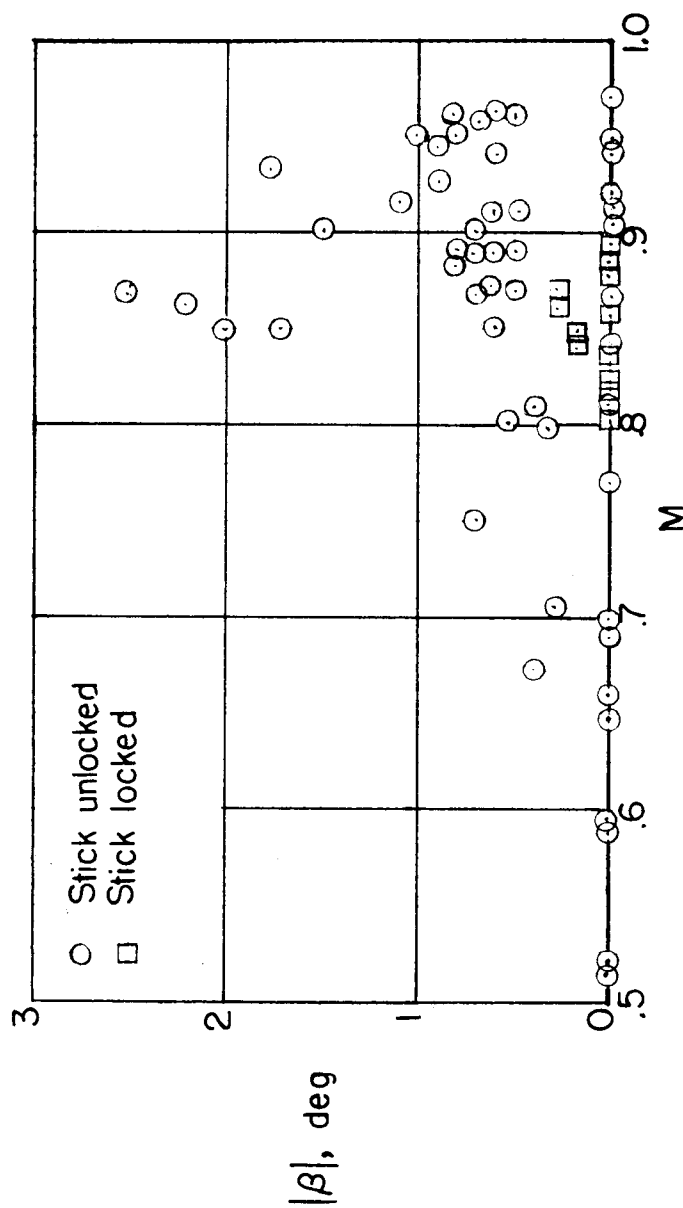 ○ Stick unlocked
□ Stick locked
|β|, deg
3
2
1
0
.5
.6
.7
.8
.9
1.0
M